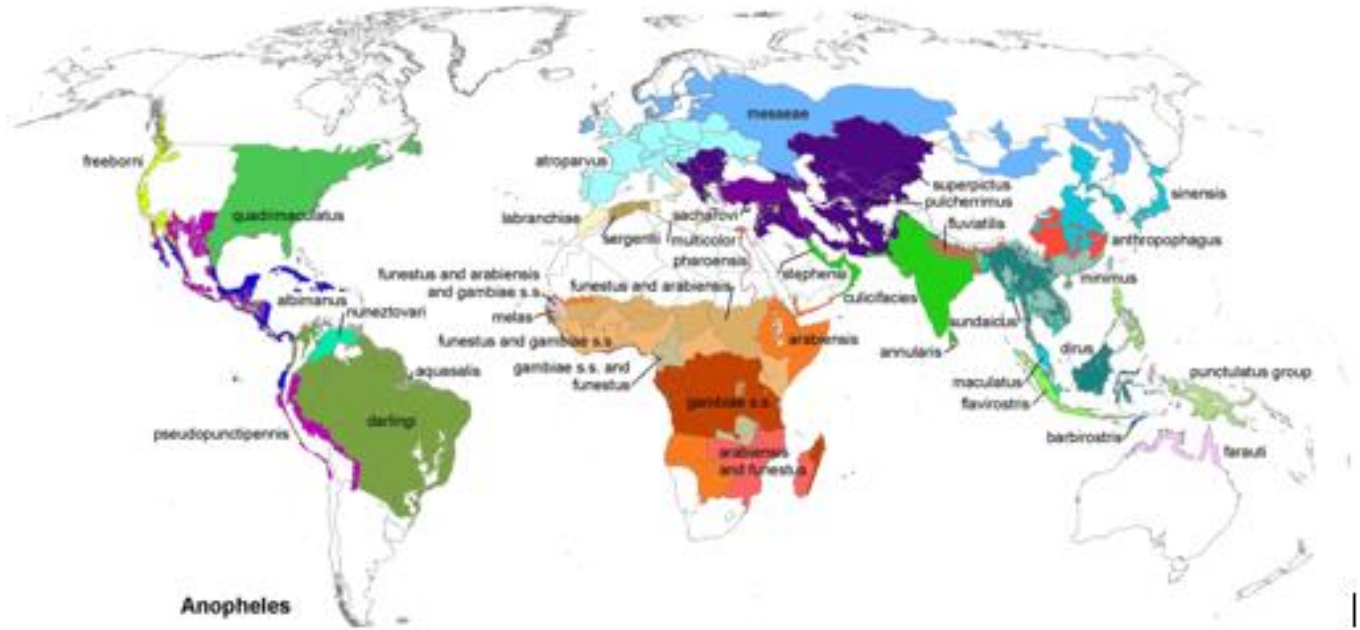 messeae
freeborni
atroparvus
superpictus
sinensis
pulcherrimus
quadrimaculatus
labranchiae
sacharovi
fluviatilis
sergentii
multicolor
anthropophagus
pharoensis
stephensi
minimus
funestus and arabiensis
and gambiae s.s.
funestus and arabiensis
albimanus
culicifacies
nuneztovari
melas
sundaicus
funestus and gambiae s.s.
arabiensis
annularis
dirus
gambiae s.s. and
funestus
aquasalis
punctulatus group
maculatus
flavirostris
gambiae s.s.
darlingi
pseudopunctipennis
barbirostris
arabiensis
and funestus
farauti
Anopheles